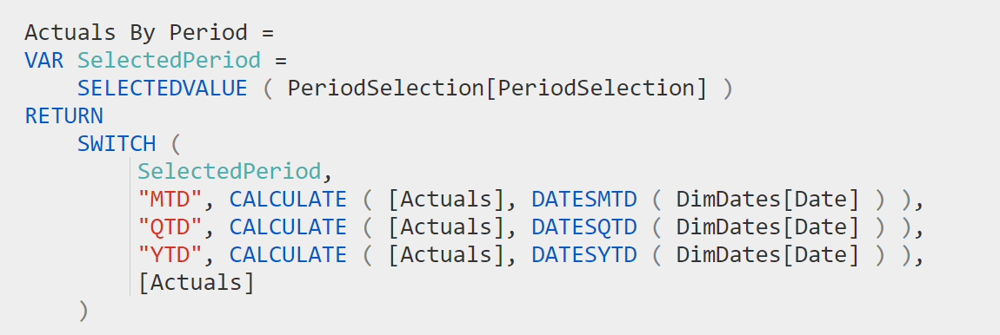 Actuals By Period =
VAR SelectedPeriod =
    SELECTEDVALUE ( PeriodSelection[PeriodSelection] )
RETURN
    SWITCH (
        SelectedPeriod,
        "MTD", CALCULATE ( [Actuals], DATESMTD ( DimDates[Date] ) ),
        "QTD", CALCULATE ( [Actuals], DATESQTD ( DimDates[Date] ) ),
        "YTD", CALCULATE ( [Actuals], DATESYTD ( DimDates[Date] ) ),
        [Actuals]
    )